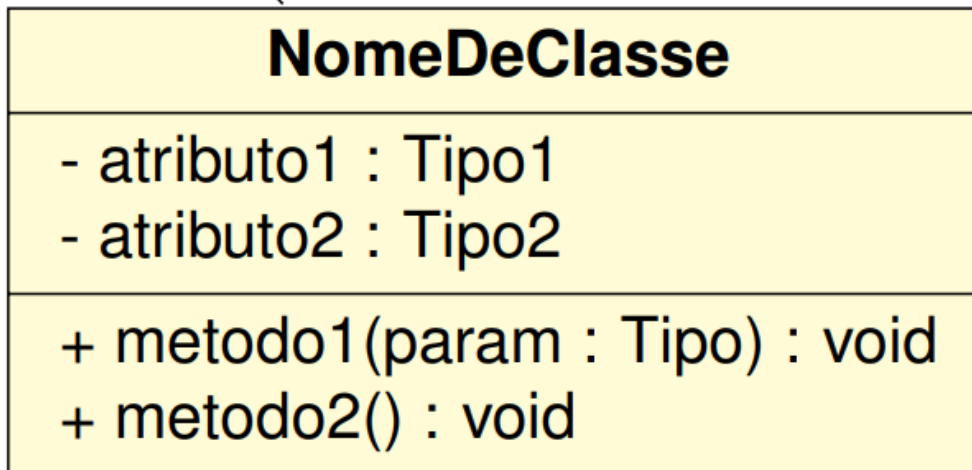 NomeDeClasse
- atributo1 : Tipo1
- atributo2 : Tipo2
+ metodo1(param : Tipo) : void
+ metodo2() : void